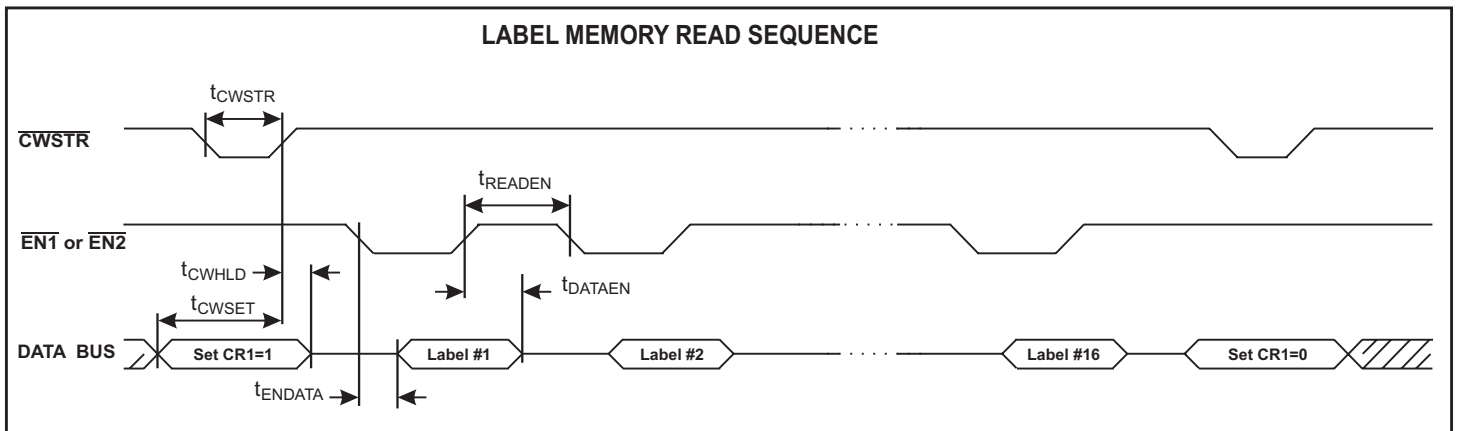 LABEL MEMORY READ SEQUENCE
tCWSTR
CWSTR
tREADEN
EN1 or EN2
tCWHLD
tDATAEN
tCWSET
DATA BUS Set CR1=1 Label #1 Label #2 Label #16 Set CR1=0
tENDATA